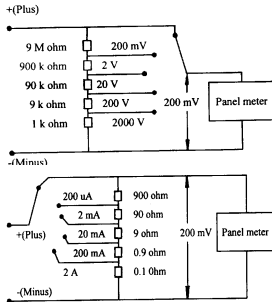 +(Plus)
9 M ohm
200 mV
900 k ohm
2 V
90 k ohm
20 V
9 k ohm
200 V
1 k ohm
2000 V
200 mV
Panel meter
-(Minus)
200 uA
900 ohm
2 mA
90 ohm
20 mA
9 ohm
200 mA
0.9 ohm
2 A
0.1 0hm
+(Plus)
200 mV
Panel meter
-(Minus)